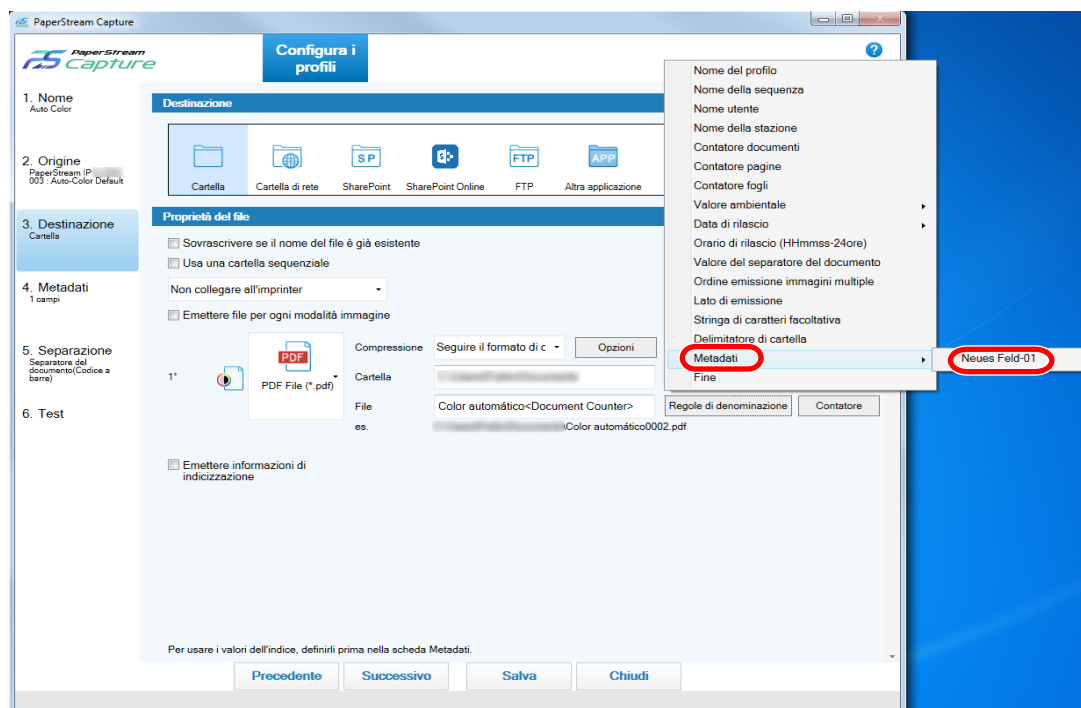 PaperStream Capture
PaperStream
Capture
Configura i
profili
?
1. Nome
Auto Color
2. Origine
PaperStream IP
003 : Auto-Color Default
3. Destinazione
Cartella
4. Metadati
1 campi
5. Separazione
Separatore del
documento(Codice a
barre)
6. Test
Destinazione
SP
FTP
APP
Cartella
Cartella di rete
SharePoint
SharePoint Online
FTP
Altra applicazione
Proprietà del file
Sovrascrivere se il nome del file è già esistente
Usa una cartella sequenziale
Non collegare all'imprinter
Emettere file per ogni modalità immagine
1°
PDF
PDF File (*.pdf)
Compressione
Seguire il formato di c
Opzioni
Cartella
File
Color automático<Document Counter>
Regole di denominazione
Contatore
es.
\Color automático0002.pdf
Emettere informazioni di
indicizzazione
Per usare i valori dell'indice, definirli prima nella scheda Metadati.
Precedente
Successivo
Salva
Chiudi
Nome del profilo
Nome della sequenza
Nome utente
Nome della stazione
Contatore documenti
Contatore pagine
Contatore fogli
Valore ambientale
Data di rilascio
Orario di rilascio (HHmmss-24ore)
Valore del separatore del documento
Ordine emissione immagini multiple
Lato di emissione
Stringa di caratteri facoltativa
Delimitatore di cartella
Metadati
Fine
Neues Feld-01